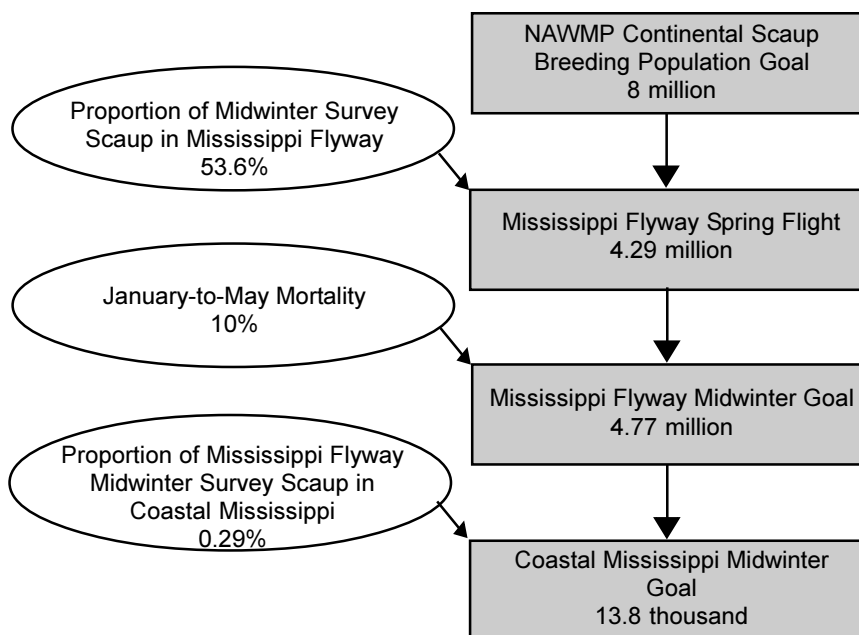 NAWMP Continental Scaup
Breeding Population Goal
8 million
Proportion of Midwinter Survey
Scaup in Mississippi Flyway
53.6%
Mississippi Flyway Spring Flight
4.29 million
January-to-May Mortality
10%
Mississippi Flyway Midwinter Goal
4.77 million
Proportion of Mississippi Flyway
Midwinter Survey Scaup in
Coastal Mississippi
0.29%
Coastal Mississippi Midwinter
Goal
13.8 thousand